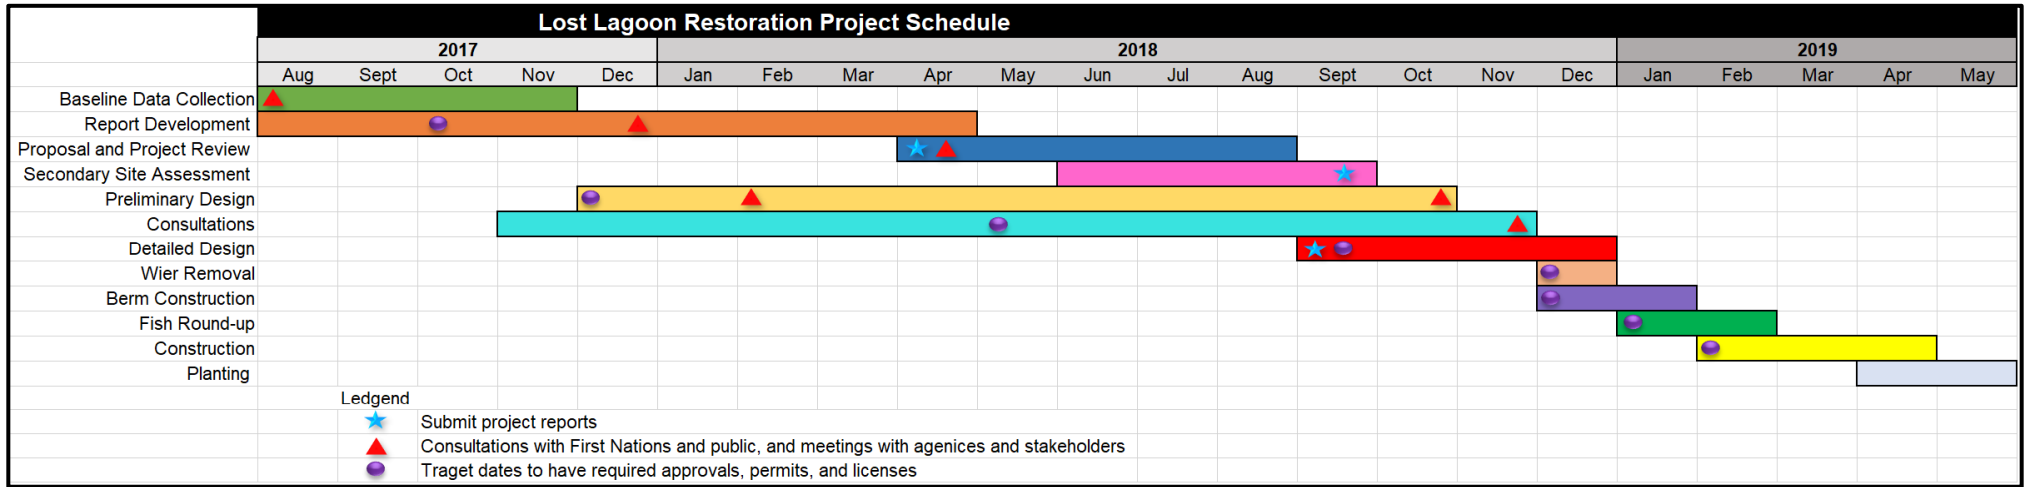 Lost Lagoon Restoration Project Schedule
2017 2018 2019
Aug Sept Oct Nov Dec Jan Feb Mar Apr May Jun Jul Aug Sept Oct Nov Dec Jan Feb Mar Apr May
Baseline Data Collection
Report Development
Proposal and Project Review
Secondary Site Assessment
Preliminary Design
Consultations
Detailed Design
Wier Removal
Berm Construction
Fish Round-up
Construction
Planting
Ledgend
Submit project reports
Consultations with First Nations and public, and meetings with agenices and stakeholders
Traget dates to have required approvals, permits, and licenses